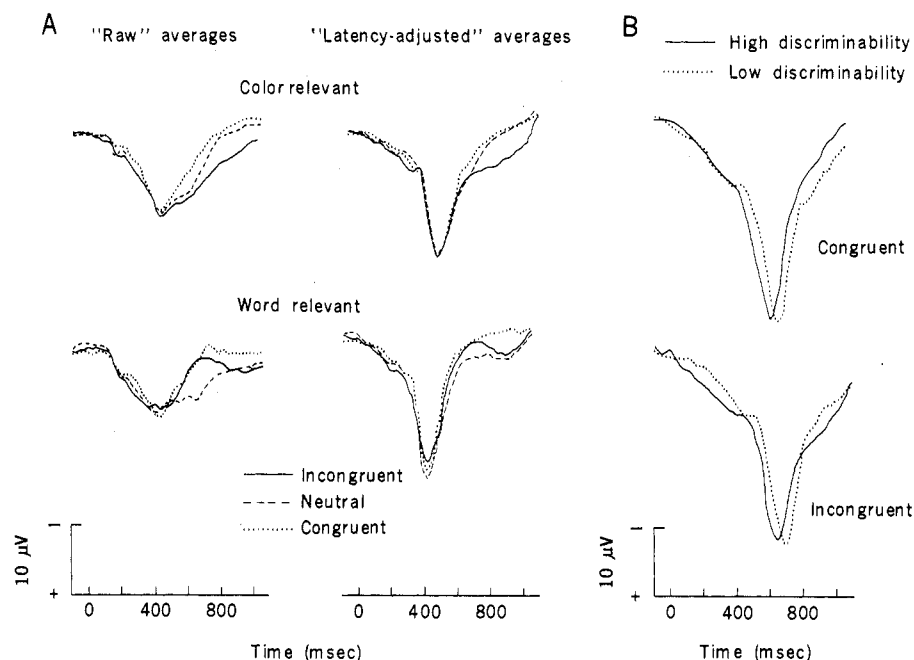 A
"Raw" averages
"Latency-adjusted" averages
Color relevant
Word relevant
Incongruent
Neutral
Congruent
−
10 µV
+
0 400 800
0 400 800
Time (msec)
B
High discriminability
Low discriminability
Congruent
Incongruent
−
10 µV
+
0 400 800
Time (msec)